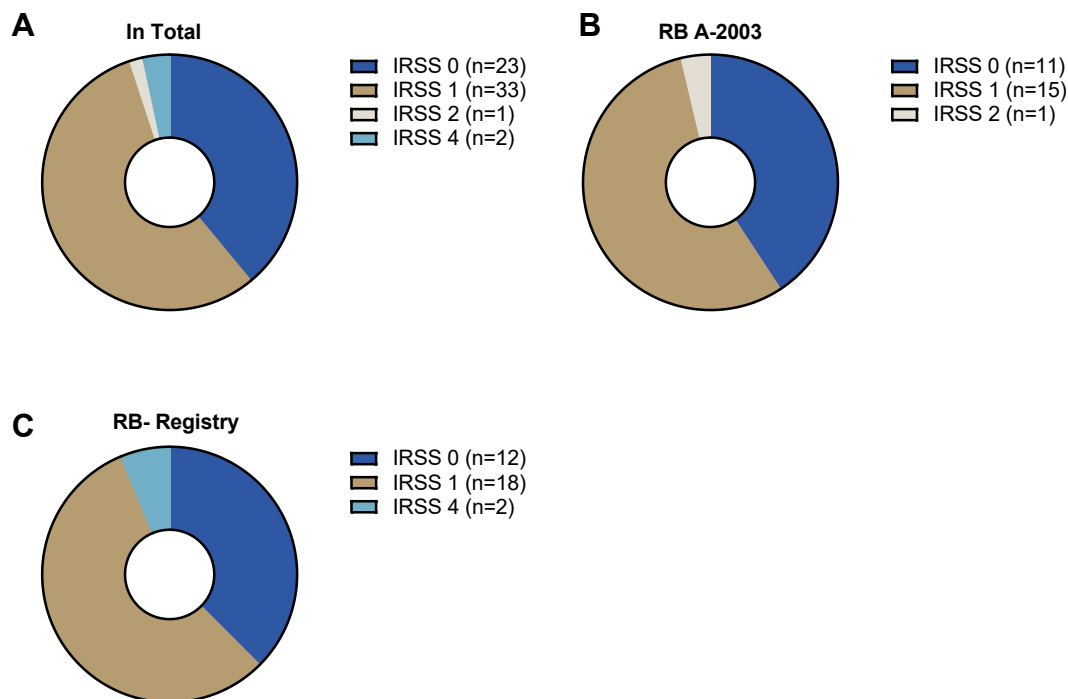 A
In Total
IRSS 0 (n=23)
IRSS 1 (n=33)
IRSS 2 (n=1)
IRSS 4 (n=2)
B
RB A-2003
IRSS 0 (n=11)
IRSS 1 (n=15)
IRSS 2 (n=1)
C
RB- Registry
IRSS 0 (n=12)
IRSS 1 (n=18)
IRSS 4 (n=2)